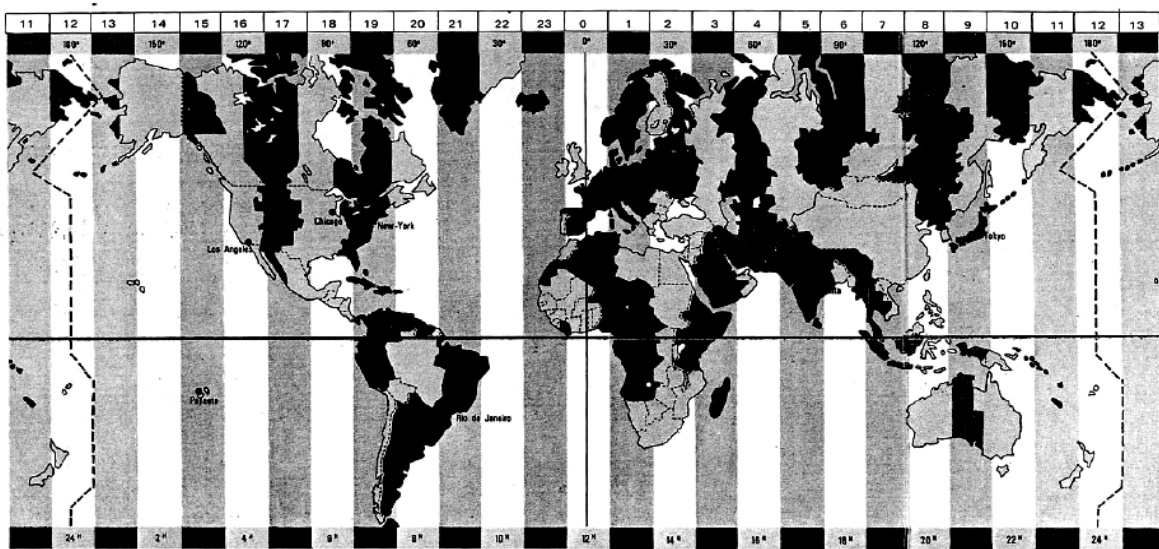 11 12 13 14 15 16 17 18 19 20 21 22 23 0 1 2 3 4 5 6 7 8 9 10 11 12 13
180° 150° 120° 90° 60° 30° 0° 30° 60° 90° 120° 150° 180°
Chicago
New-York
Los Angeles
Tokyo
Papeete
Rio de Janeiro
24 H 2 H 4 H 6 H 8 H 10 H 12 H 14 H 16 H 18 H 20 H 22 H 24 H